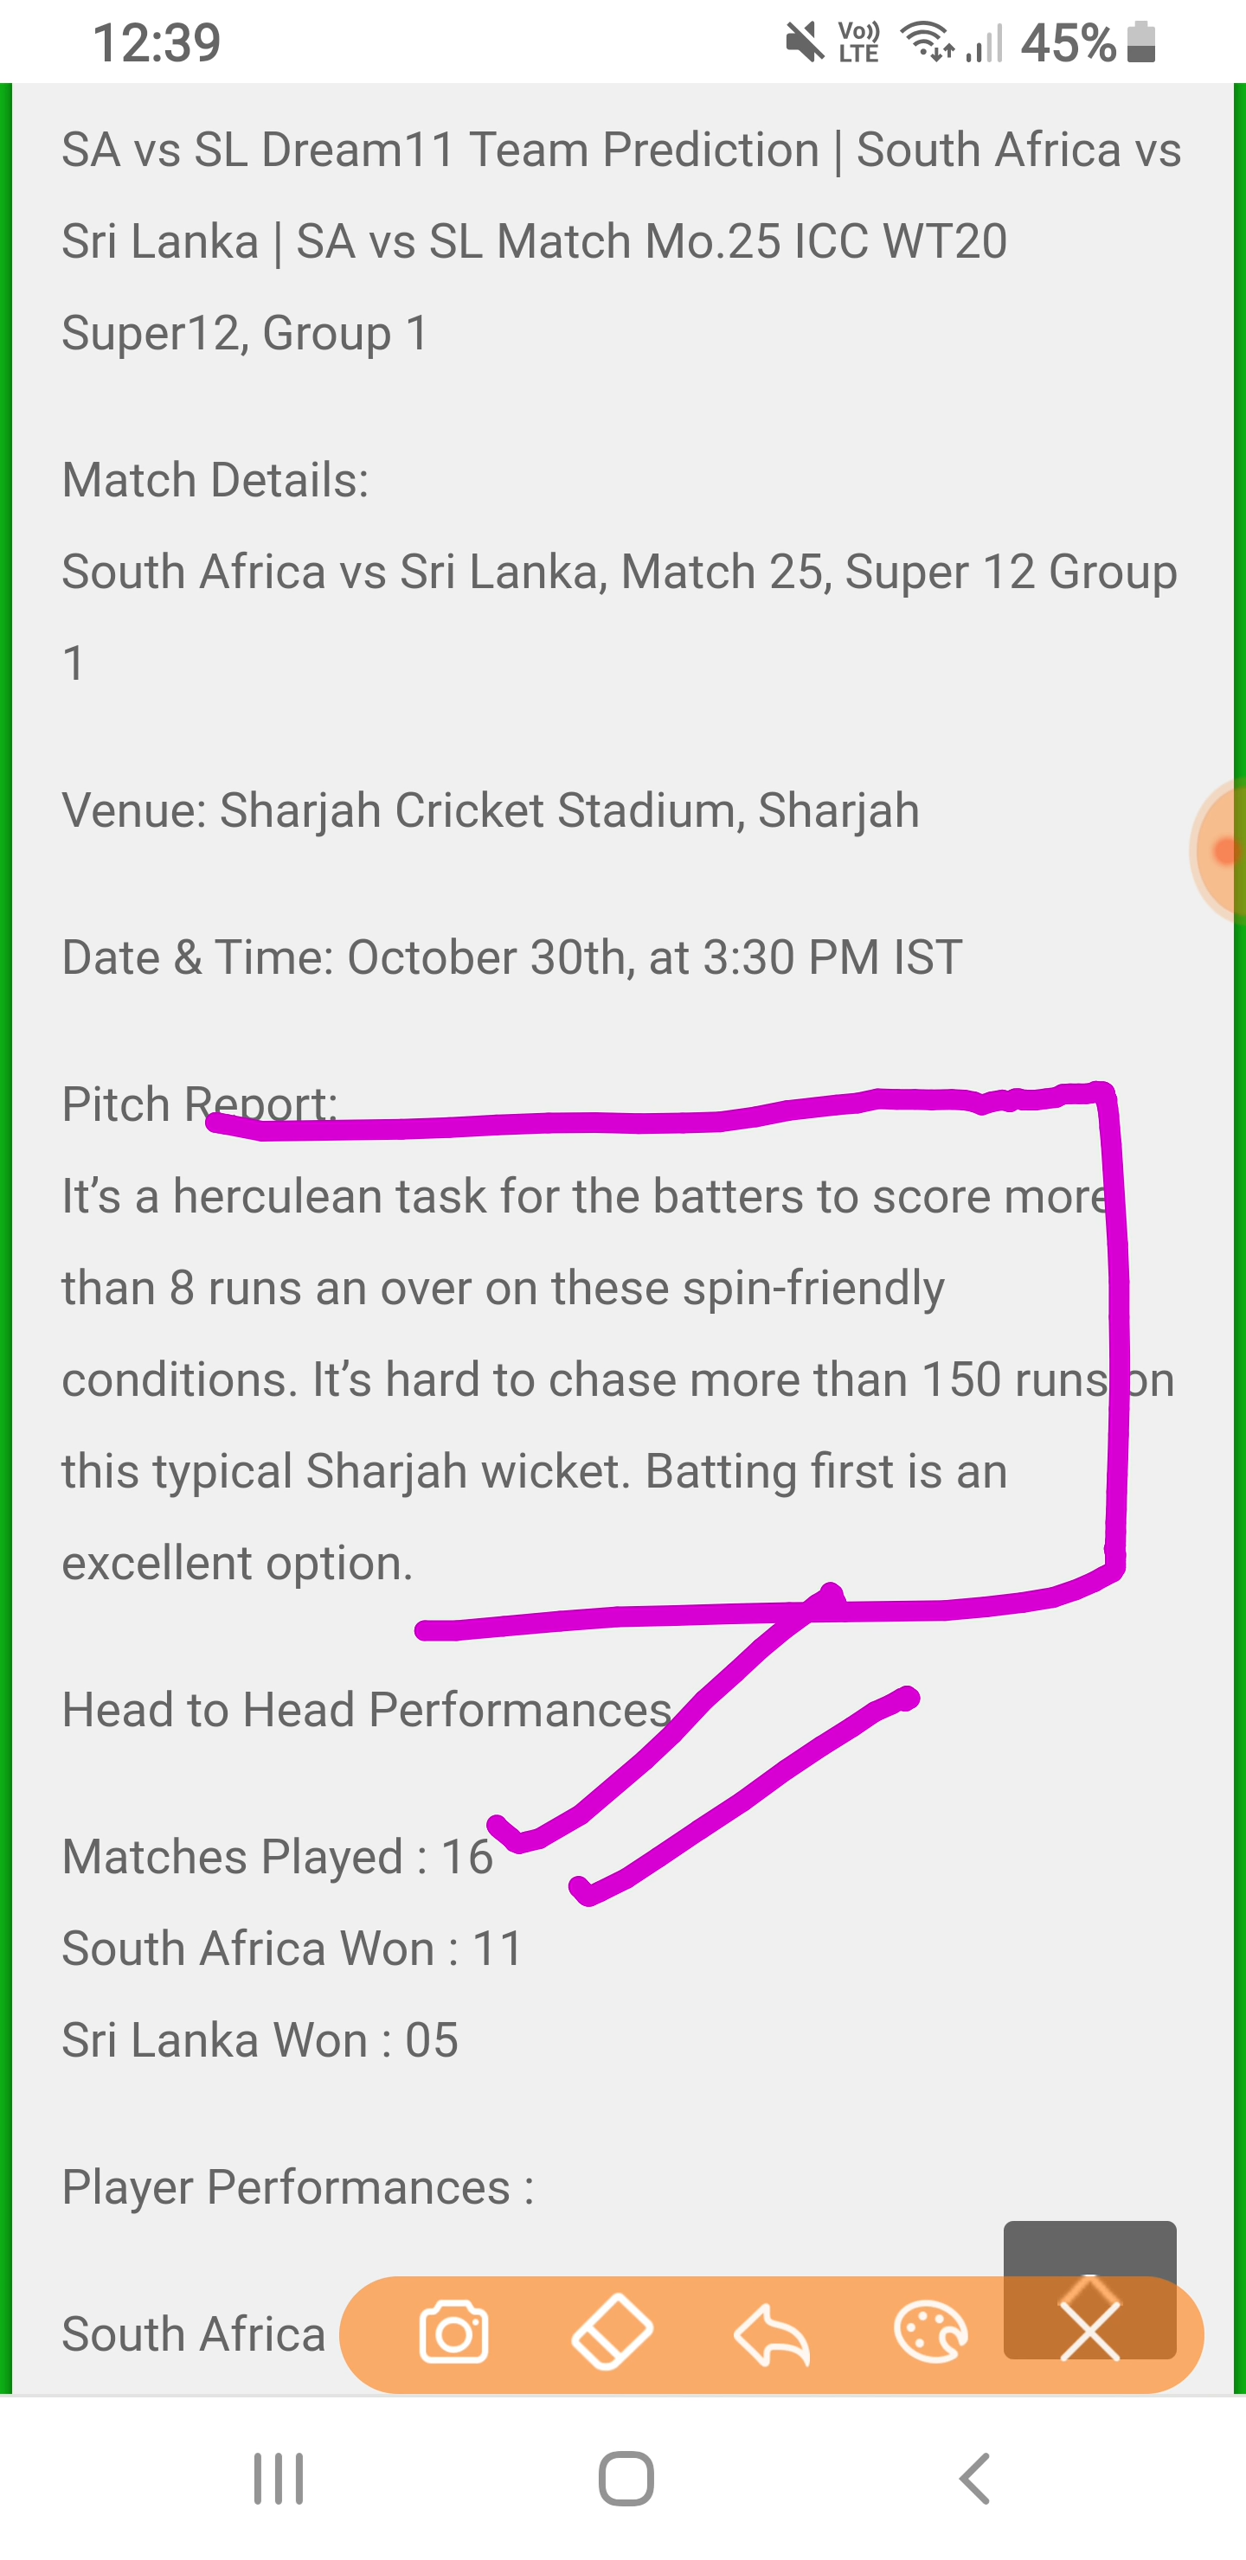 12:39
Vo)) LTE
45%
SA vs SL Dream11 Team Prediction | South Africa vs
Sri Lanka | SA vs SL Match Mo.25 ICC WT20
Super12, Group 1
Match Details:
South Africa vs Sri Lanka, Match 25, Super 12 Group
1
Venue: Sharjah Cricket Stadium, Sharjah
Date & Time: October 30th, at 3:30 PM IST
Pitch Report:
It’s a herculean task for the batters to score more
than 8 runs an over on these spin-friendly
conditions. It’s hard to chase more than 150 runs on
this typical Sharjah wicket. Batting first is an
excellent option.
Head to Head Performances
Matches Played : 16
South Africa Won : 11
Sri Lanka Won : 05
Player Performances :
South Africa